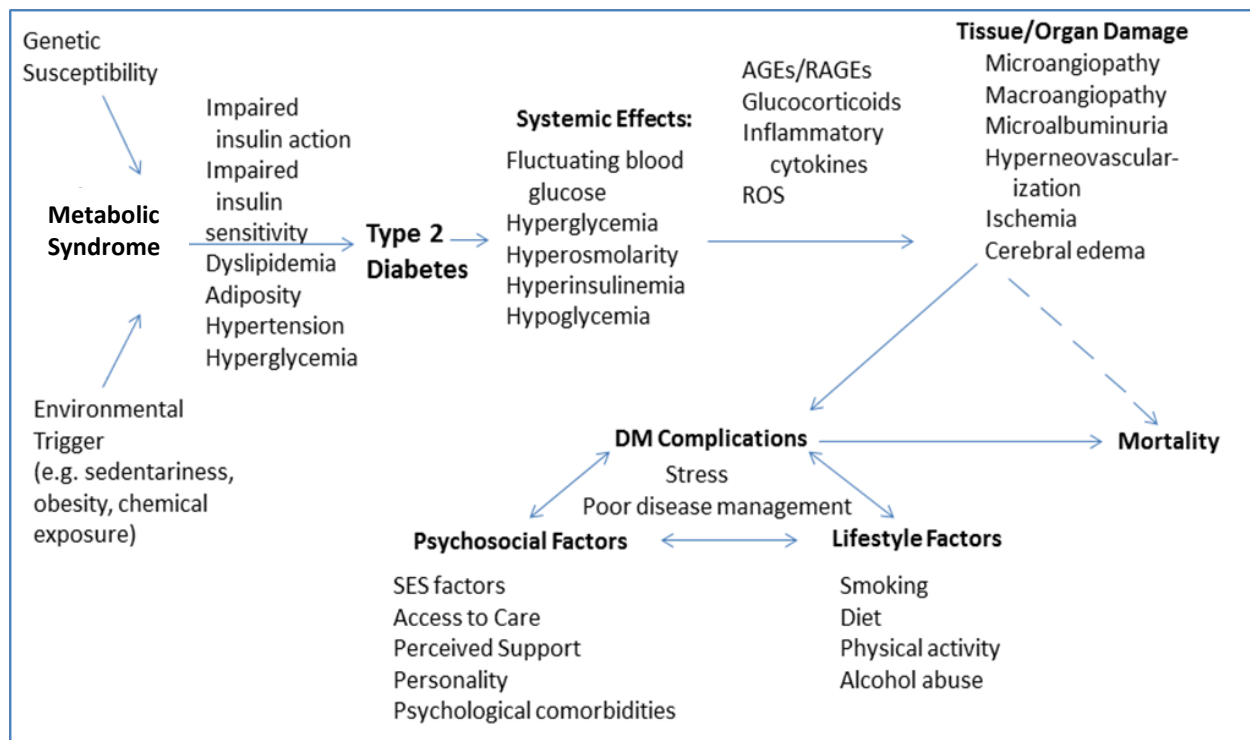 Genetic
Susceptibility
Metabolic
Syndrome
Environmental
Trigger
(e.g. sedentariness,
obesity, chemical
exposure)
Impaired
insulin action
Impaired
insulin
sensitivity
Dyslipidemia
Adiposity
Hypertension
Hyperglycemia
Type 2
Diabetes
Systemic Effects:
Fluctuating blood
glucose
Hyperglycemia
Hyperosmolarity
Hyperinsulinemia
Hypoglycemia
AGEs/RAGEs
Glucocorticoids
Inflammatory
cytokines
ROS
Tissue/Organ Damage
Microangiopathy
Macroangiopathy
Microalbuminuria
Hyperneovascular-
ization
Ischemia
Cerebral edema
DM Complications
Mortality
Stress
Poor disease management
Psychosocial Factors
SES factors
Access to Care
Perceived Support
Personality
Psychological comorbidities
Lifestyle Factors
Smoking
Diet
Physical activity
Alcohol abuse